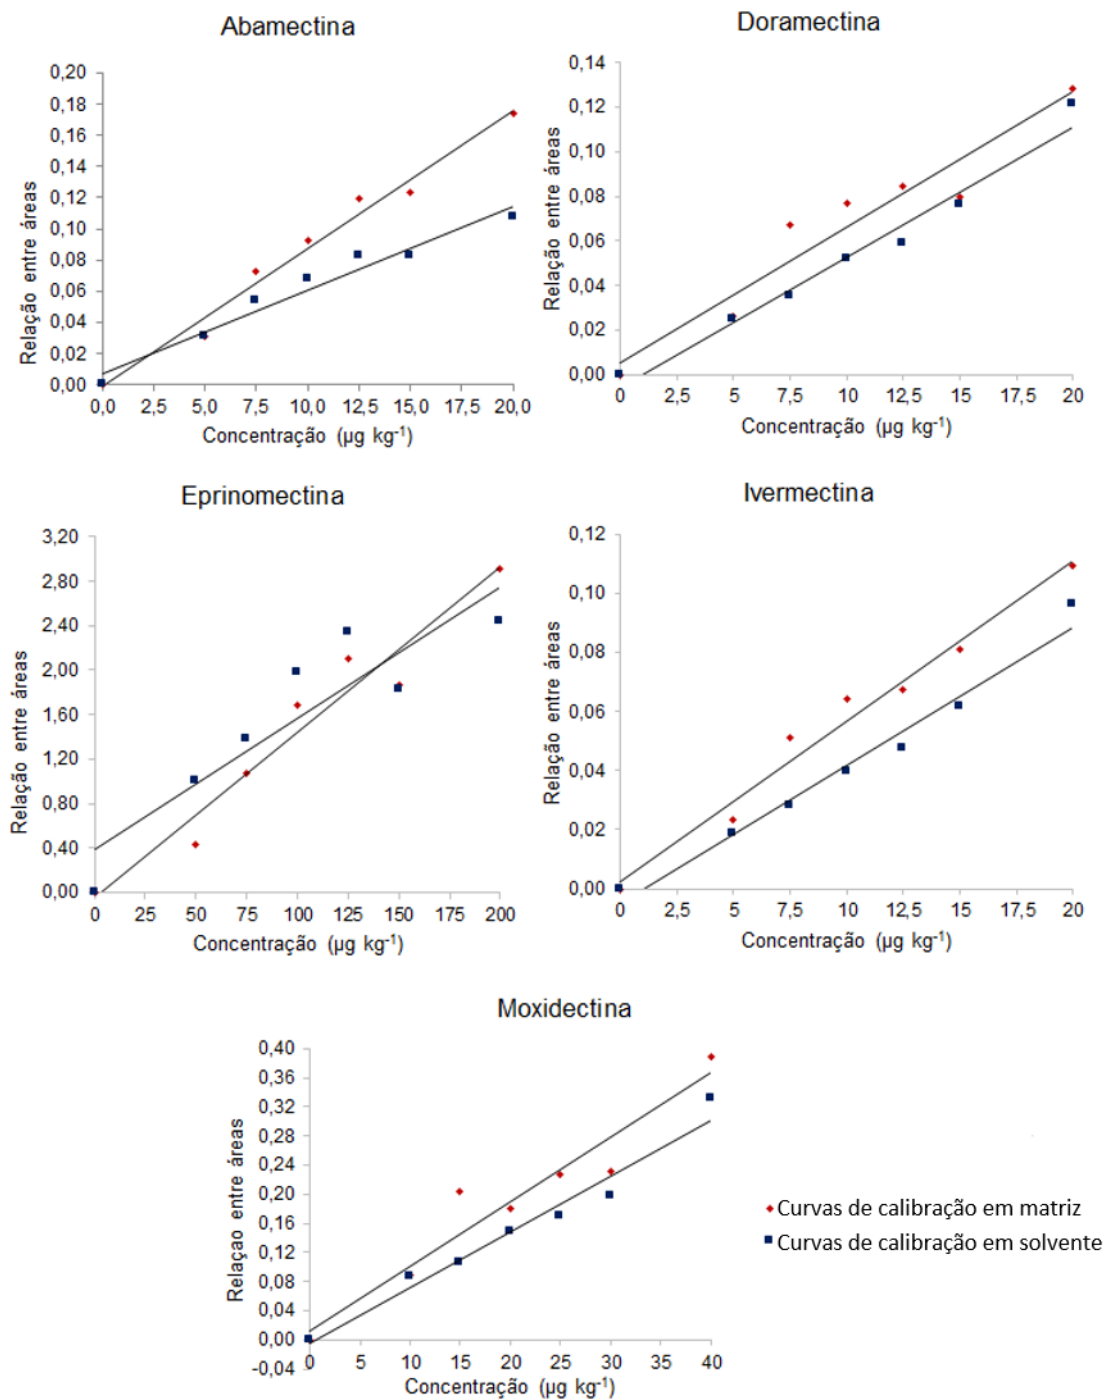 Abamectina
Relação entre áreas
0,20
0,18
0,16
0,14
0,12
0,10
0,08
0,06
0,04
0,02
0,00
0,0 2,5 5,0 7,5 10,0 12,5 15,0 17,5 20,0
Concentração (µg kg⁻¹)
Doramectina
Relação entre áreas
0,14
0,12
0,10
0,08
0,06
0,04
0,02
0,00
0 2,5 5 7,5 10 12,5 15 17,5 20
Concentração (µg kg⁻¹)
Eprinomectina
Relação entre áreas
3,20
2,80
2,40
2,00
1,60
1,20
0,80
0,40
0,00
0 25 50 75 100 125 150 175 200
Concentração (µg kg⁻¹)
Ivermectina
Relação entre áreas
0,12
0,10
0,08
0,06
0,04
0,02
0,00
0 2,5 5 7,5 10 12,5 15 17,5 20
Concentração (µg kg⁻¹)
Moxidectina
Relaçao entre áreas
0,40
0,36
0,32
0,28
0,24
0,20
0,16
0,12
0,08
0,04
0,00
-0,04
0 5 10 15 20 25 30 35 40
Concentração (µg kg⁻¹)
Curvas de calibração em matriz
Curvas de calibração em solvente